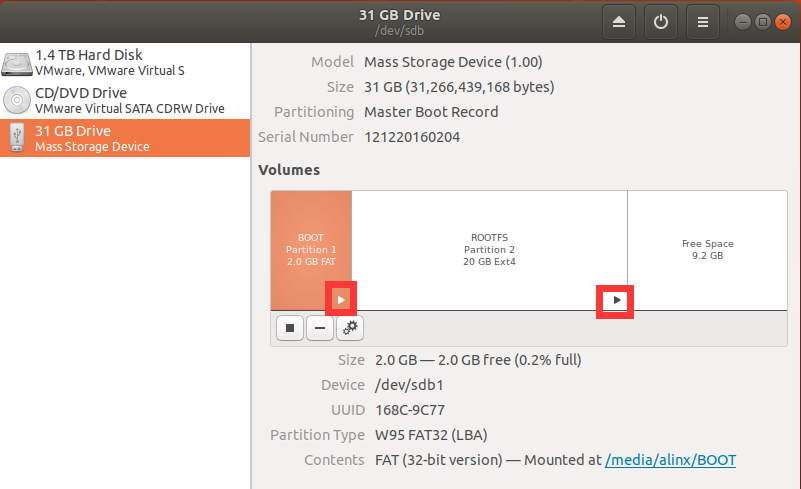 31 GB Drive
/dev/sdb
1.4 TB Hard Disk
VMware, VMware Virtual S
CD/DVD Drive
VMware Virtual SATA CDRW Drive
31 GB Drive
Mass Storage Device
Model Mass Storage Device (1.00)
Size 31 GB (31,266,439,168 bytes)
Partitioning Master Boot Record
Serial Number 121220160204
Volumes
BOOT
Partition 1
2.0 GB FAT
ROOTFS
Partition 2
20 GB Ext4
Free Space
9.2 GB
Size 2.0 GB — 2.0 GB free (0.2% full)
Device /dev/sdb1
UUID 168C-9C77
Partition Type W95 FAT32 (LBA)
Contents FAT (32-bit version) — Mounted at /media/alinx/BOOT